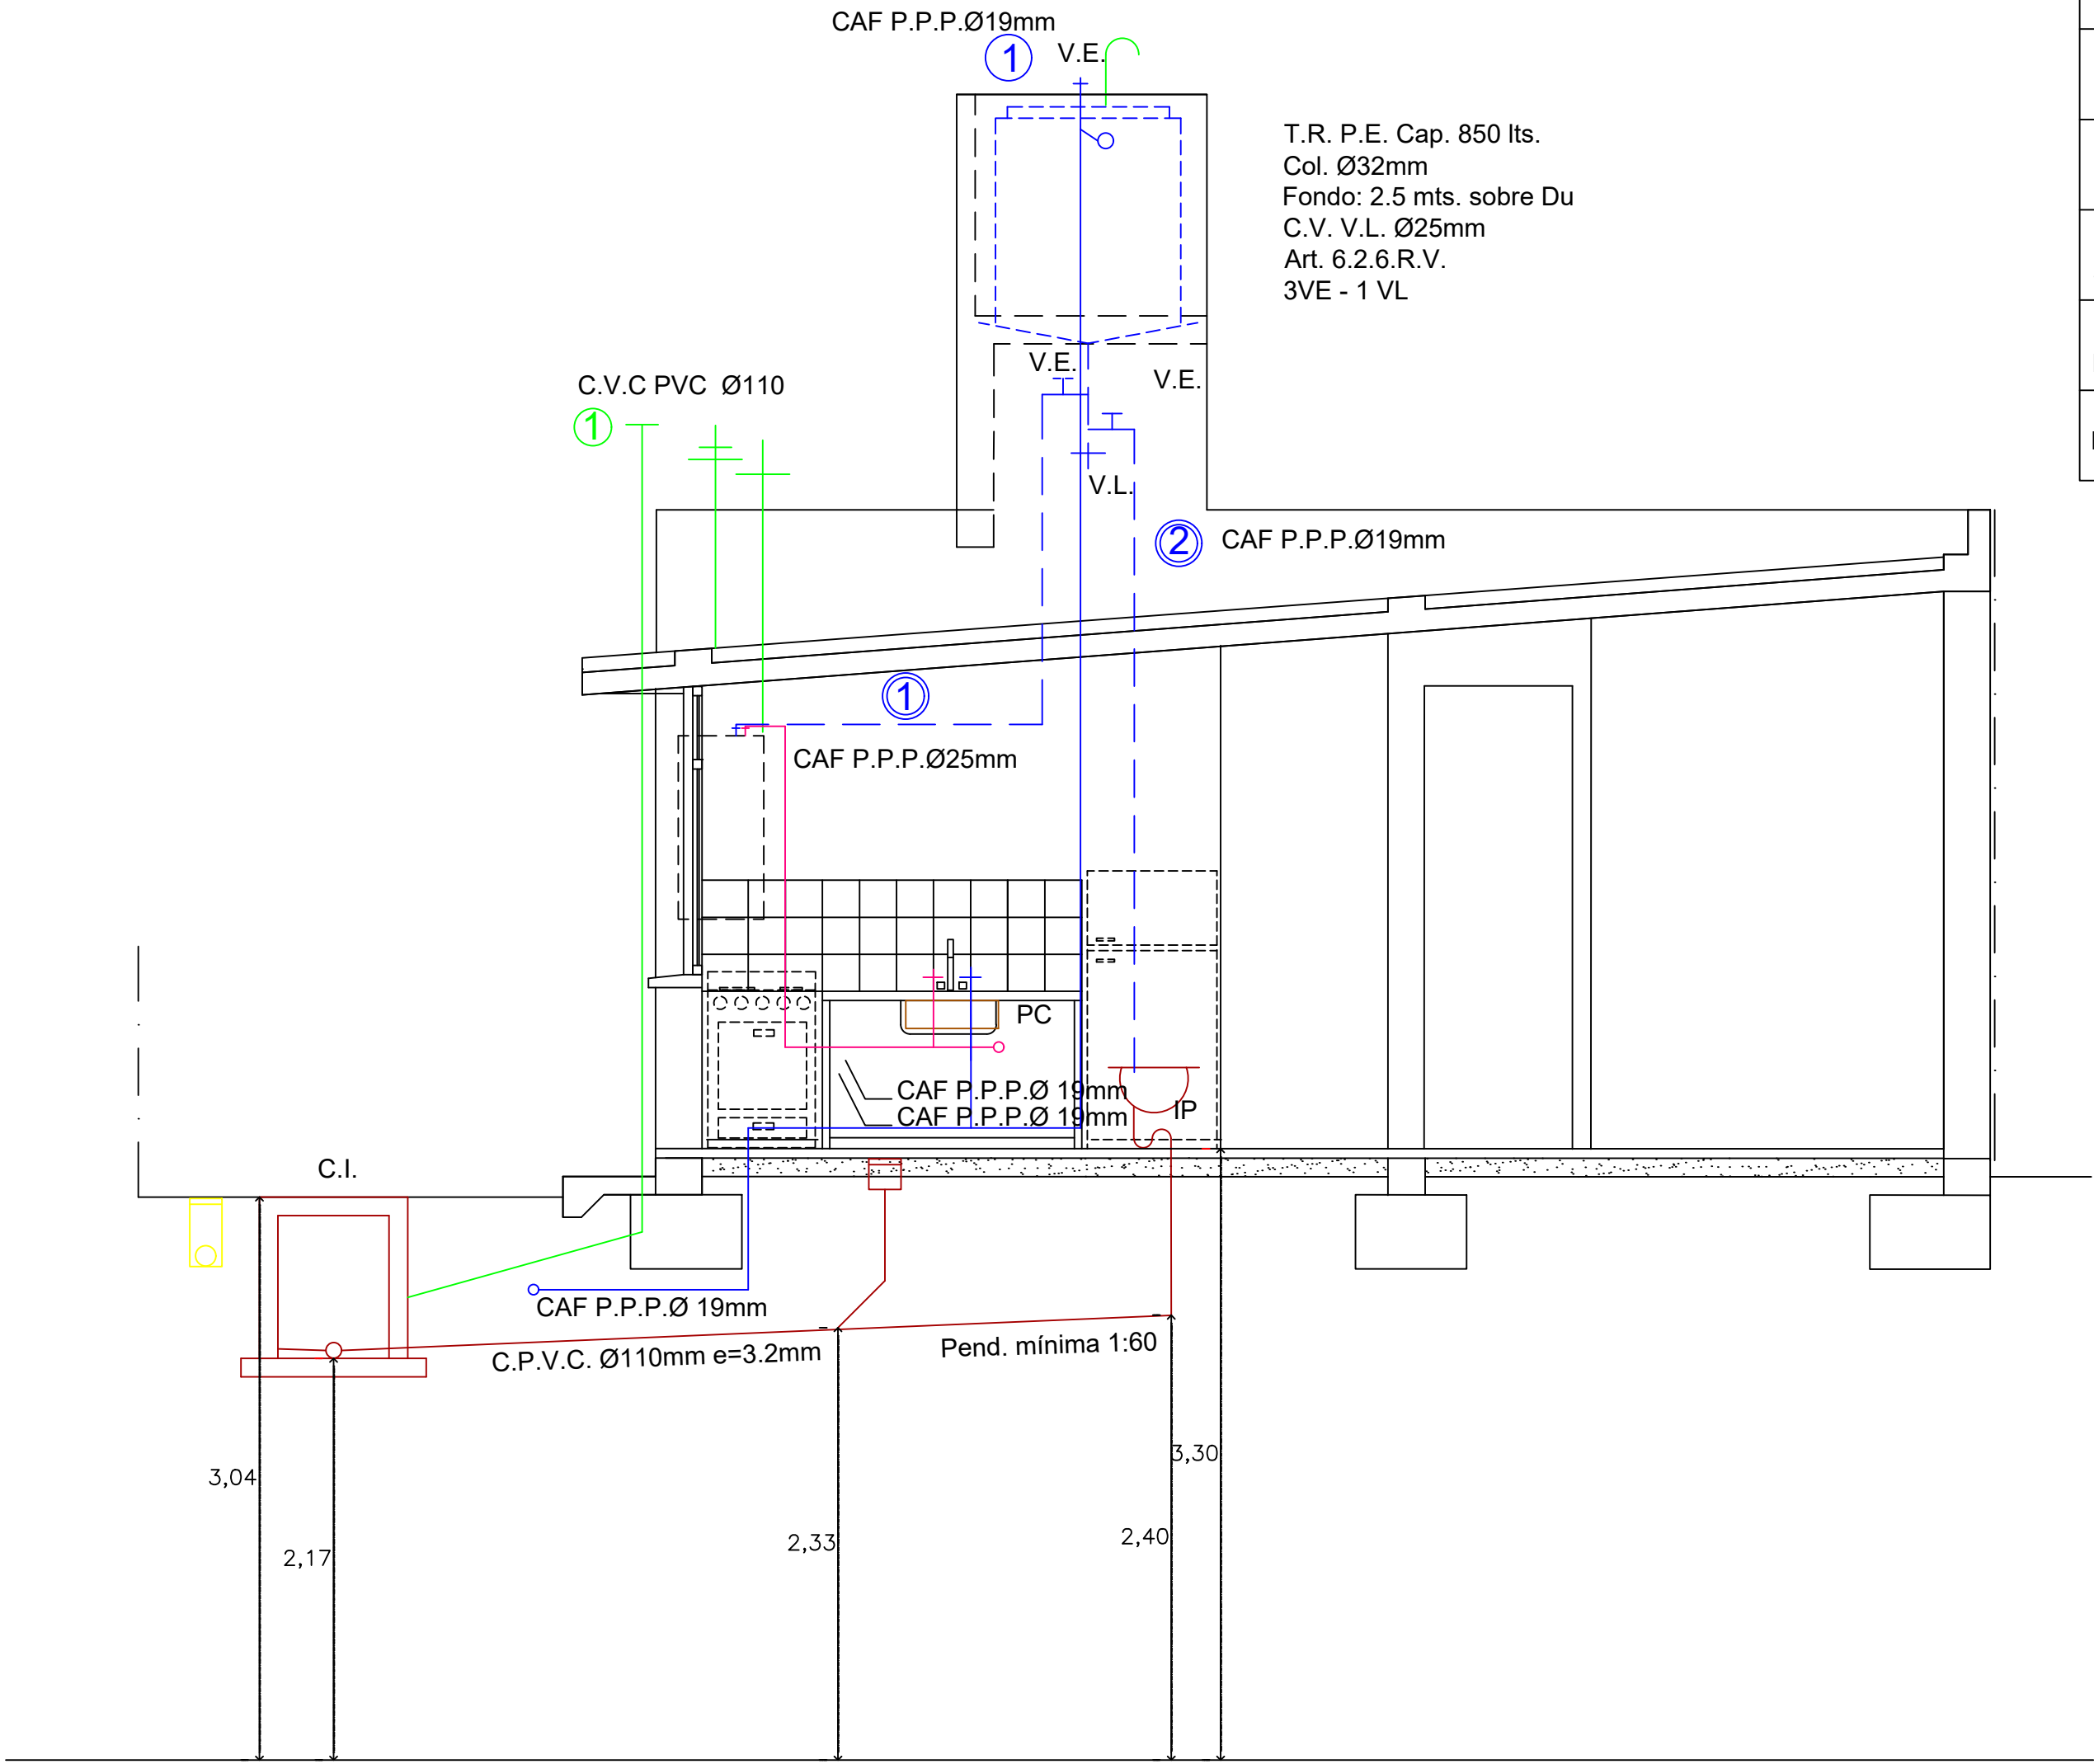 CAF P.P.P.Ø19mm
1
V.E.
T.R. P.E. Cap. 850 lts.
Col. Ø32mm
Fondo: 2.5 mts. sobre Du
C.V. V.L. Ø25mm
Art. 6.2.6.R.V.
3VE - 1 VL
V.E.
V.E.
C.V.C PVC Ø110
1
V.L.
2
CAF P.P.P.Ø19mm
1
CAF P.P.P.Ø25mm
PC
CAF P.P.P.Ø 19mm
CAF P.P.P.Ø 19mm
IP
C.I.
CAF P.P.P.Ø 19mm
C.P.V.C. Ø110mm e=3.2mm
Pend. mínima 1:60
3,04
2,17
2,33
2,40
3,30